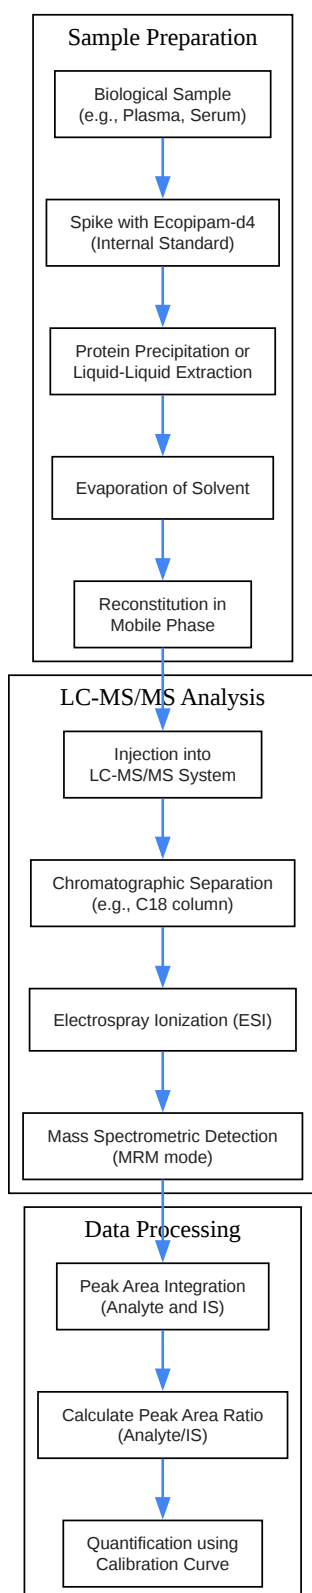 Sample Preparation
Biological Sample
(e.g., Plasma, Serum)
Spike with Ecopipam-d4
(Internal Standard)
Protein Precipitation or
Liquid-Liquid Extraction
Evaporation of Solvent
Reconstitution in
Mobile Phase
LC-MS/MS Analysis
Injection into
LC-MS/MS System
Chromatographic Separation
(e.g., C18 column)
Electrospray Ionization (ESI)
Mass Spectrometric Detection
(MRM mode)
Data Processing
Peak Area Integration
(Analyte and IS)
Calculate Peak Area Ratio
(Analyte/IS)
Quantification using
Calibration Curve